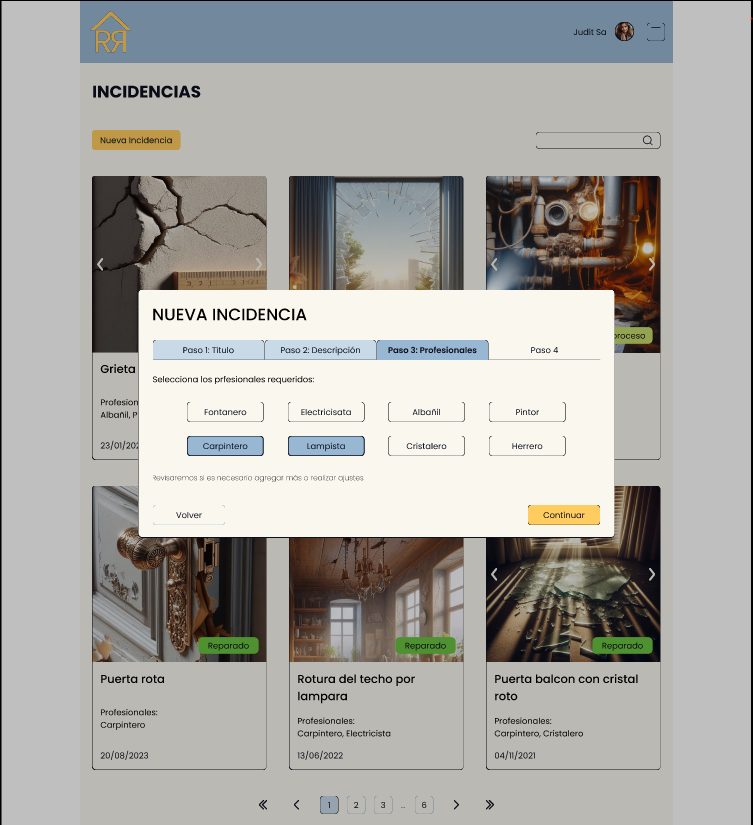 RR
Judit Sa
INCIDENCIAS
Nueva Incidencia
proceso
NUEVA INCIDENCIA
Paso 1: Titulo
Paso 2: Descripción
Paso 3: Profesionales
Paso 4
Selecciona los prfesionales requeridos:
Fontanero
Electricisata
Albañil
Pintor
Carpintero
Lampista
Cristalero
Herrero
Revisaremos si es necesario agregar más o realizar ajustes
Volver
Continuar
Grieta
Profesion
Albañil, P
23/01/202
Reparado
Reparado
Reparado
Puerta rota
Profesionales:
Carpintero
20/08/2023
Rotura del techo por
lampara
Profesionales:
Carpintero, Electricista
13/06/2022
Puerta balcon con cristal
roto
Profesionales:
Carpintero, Cristalero
04/11/2021
1
2
3
...
6